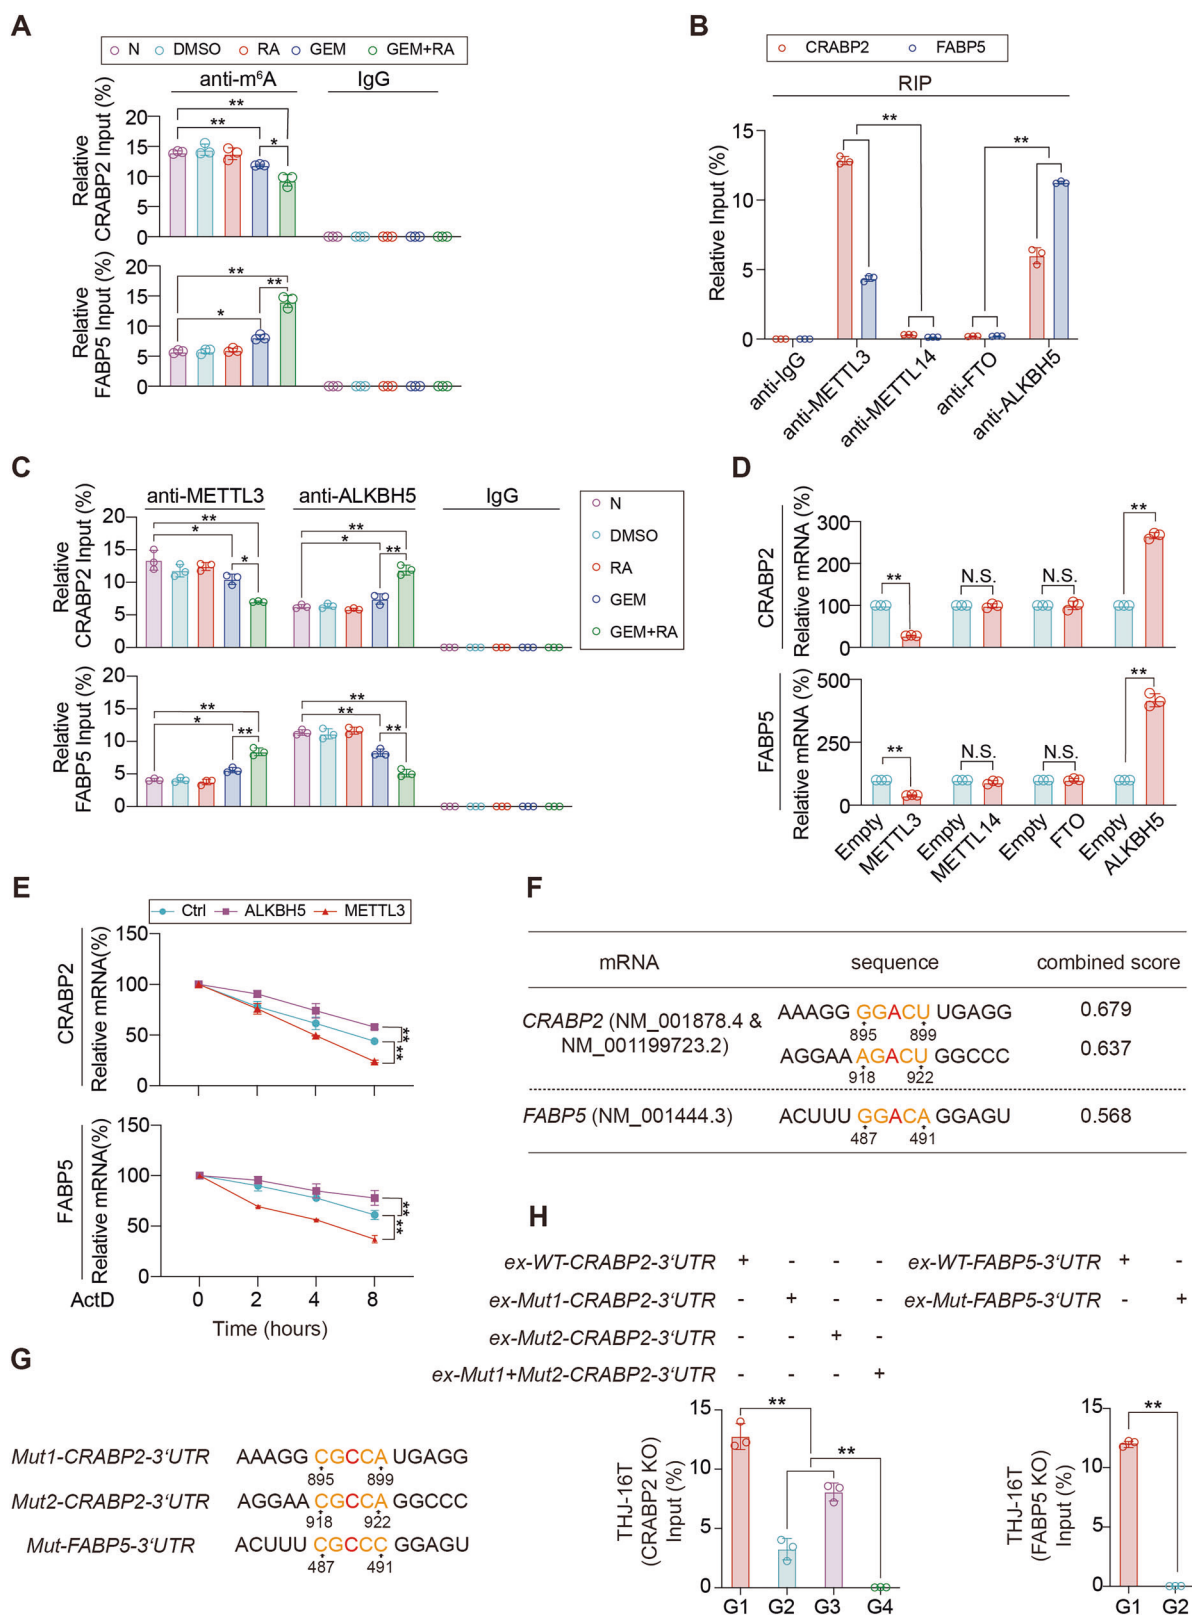 A
N DMSO RA GEM GEM+RA
anti-m⁶A IgG
Relative CRABP2 Input (%)
20
15
10
5
0
** ** *
Relative FABP5 Input (%)
20
15
10
5
0
** ** *
B
CRABP2 FABP5
RIP
Relative Input (%)
15
10
5
0
** **
anti-IgG anti-METTL3 anti-METTL14 anti-FTO anti-ALKBH5
C
anti-METTL3 anti-ALKBH5 IgG
N
DMSO
RA
GEM
GEM+RA
Relative CRABP2 Input (%)
20
15
10
5
0
** * * ** * **
Relative FABP5 Input (%)
20
15
10
5
0
** * ** ** ** **
D
CRABP2
Relative mRNA (%)
300
100
0
** N.S. N.S. **
FABP5
Relative mRNA (%)
500
250
0
** N.S. N.S. **
Empty METTL3 Empty METTL14 Empty FTO Empty ALKBH5
E
Ctrl ALKBH5 METTL3
CRABP2
Relative mRNA(%)
150
100
50
0
** **
FABP5
Relative mRNA(%)
150
100
50
0
** **
ActD 0 2 4 8
Time (hours)
F
mRNA sequence combined score
CRABP2 (NM_001878.4 & NM_001199723.2)
AAAGG GGACU UGAGG 0.679
895 899
AGGAA AGACU GGCCC 0.637
918 922
FABP5 (NM_001444.3) ACUUU GGACA GGAGU 0.568
487 491
G
Mut1-CRABP2-3‘UTR AAAGG CGCCA UGAGG
895 899
Mut2-CRABP2-3‘UTR AGGAA CGCCA GGCCC
918 922
Mut-FABP5-3‘UTR ACUUU CGCCC GGAGU
487 491
H
ex-WT-CRABP2-3‘UTR + - - -
ex-Mut1-CRABP2-3‘UTR - + - -
ex-Mut2-CRABP2-3‘UTR - - + -
ex-Mut1+Mut2-CRABP2-3‘UTR - - - +
THJ-16T (CRABP2 KO) Input (%)
15
10
5
0
** **
G1 G2 G3 G4
ex-WT-FABP5-3‘UTR + -
ex-Mut-FABP5-3‘UTR - +
THJ-16T (FABP5 KO) Input (%)
15
10
5
0
**
G1 G2